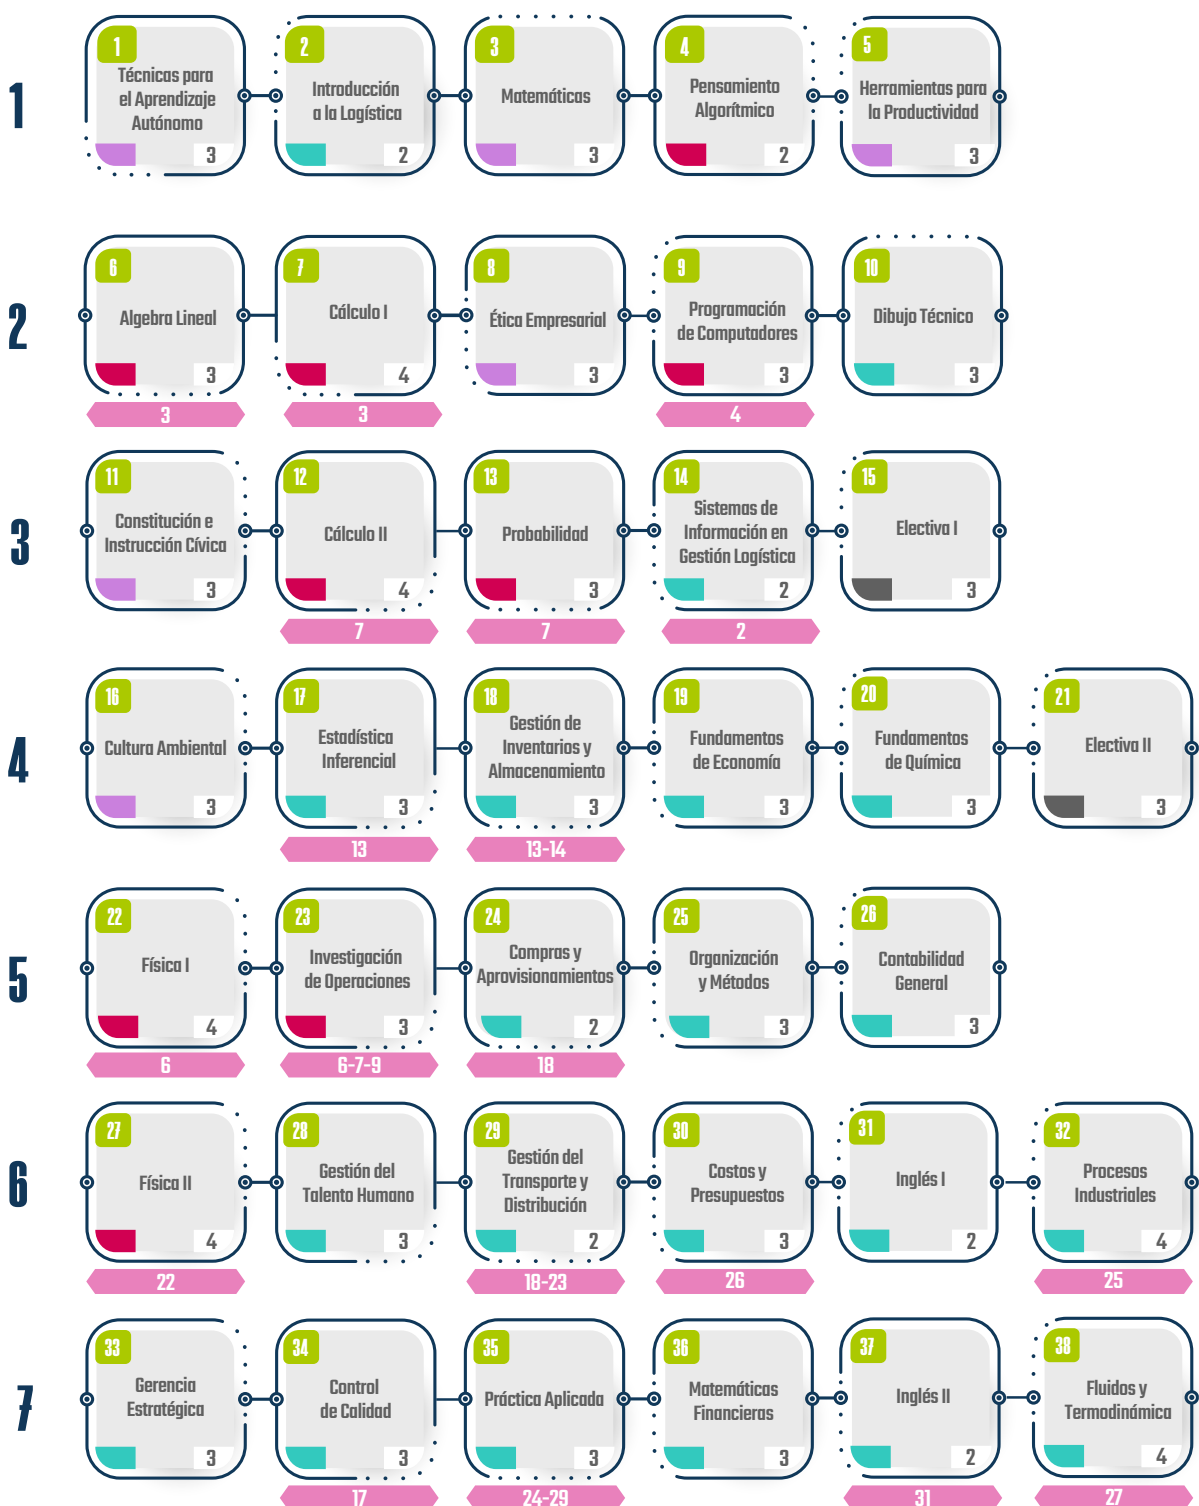 1
1
Técnicas para
el Aprendizaje
Autónomo
3
2
Introducción
a la Logística
2
3
Matemáticas
3
4
Pensamiento
Algorítmico
2
5
Herramientas para
la Productividad
3
2
6
Algebra Lineal
3
3
7
Cálculo I
4
3
8
Ética Empresarial
3
9
Programación
de Computadores
3
4
10
Dibujo Técnico
3
3
11
Constitución e
Instrucción Cívica
3
12
Cálculo II
4
7
13
Probabilidad
3
7
14
Sistemas de
Información en
Gestión Logística
2
2
15
Electiva I
3
4
16
Cultura Ambiental
3
17
Estadística
Inferencial
3
13
18
Gestión de
Inventarios y
Almacenamiento
3
13-14
19
Fundamentos
de Economía
3
20
Fundamentos
de Química
3
21
Electiva II
3
5
22
Física I
4
6
23
Investigación
de Operaciones
3
6-7-9
24
Compras y
Aprovisionamientos
2
18
25
Organización
y Métodos
3
26
Contabilidad
General
3
6
27
Física II
4
22
28
Gestión del
Talento Humano
3
29
Gestión del
Transporte y
Distribución
2
18-23
30
Costos y
Presupuestos
3
26
31
Inglés I
2
32
Procesos
Industriales
4
25
7
33
Gerencia
Estratégica
3
34
Control
de Calidad
3
17
35
Práctica Aplicada
3
24-29
36
Matemáticas
Financieras
3
37
Inglés II
2
31
38
Fluidos y
Termodinámica
4
27